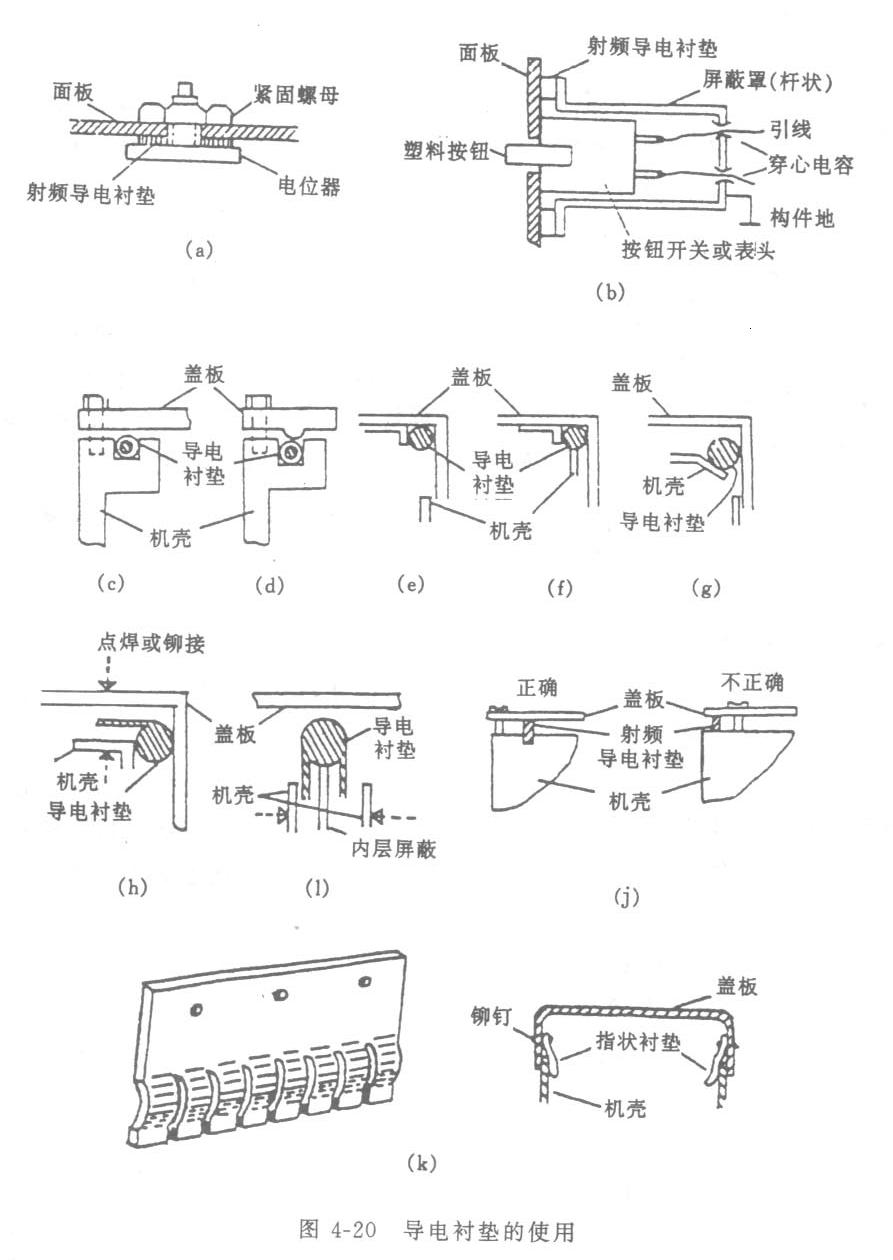 面板
紧固螺母
射频导电衬垫
电位器
(a)
面板
射频导电衬垫
屏蔽罩(杆状)
引线
塑料按钮
穿心电容
构件地
按钮开关或表头
(b)
盖板
导电
衬垫
机壳
(c)
(d)
盖板
导电
衬垫
机壳
(e)
(f)
盖板
机壳
导电衬垫
(g)
点焊或铆接
盖板
机壳
导电衬垫
(h)
导电
衬垫
机壳
内层屏蔽
(l)
正确
不正确
盖板
射频
导电衬垫
机壳
(j)
铆钉
盖板
指状衬垫
机壳
(k)
图 4-20 导电衬垫的使用